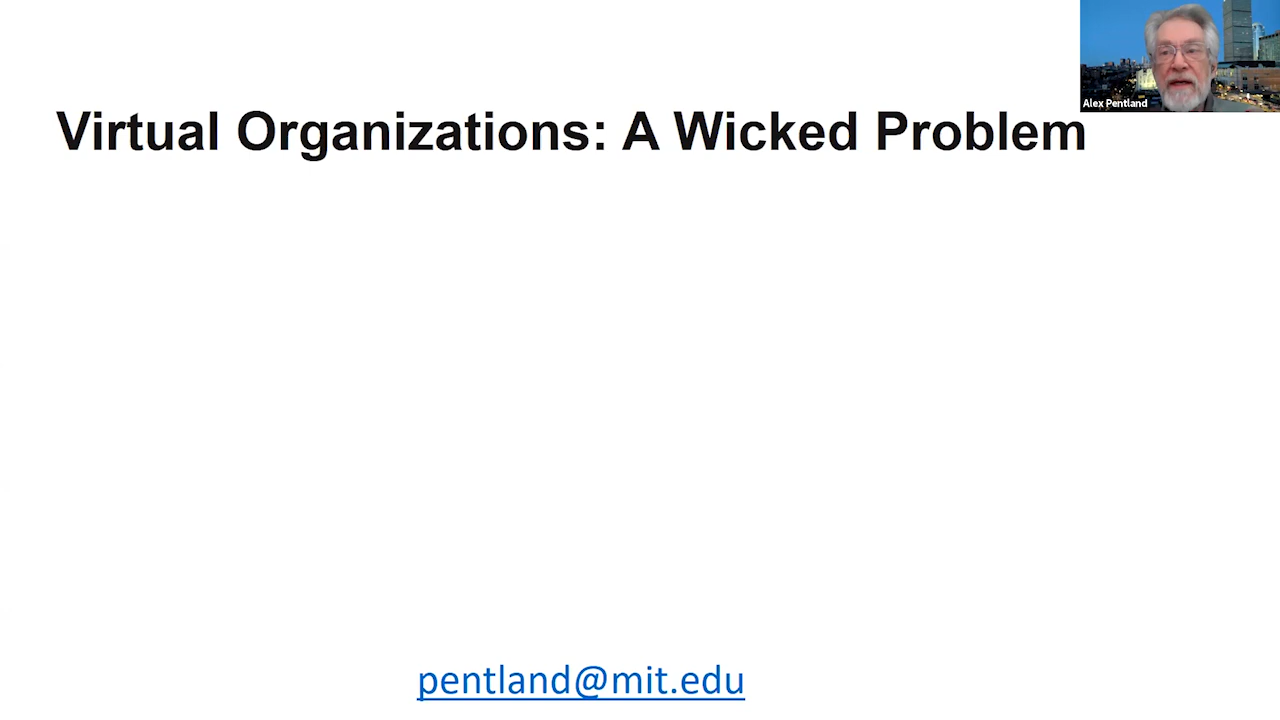 Alex Pentland
Virtual Organizations: A Wicked Problem
pentland@mit.edu